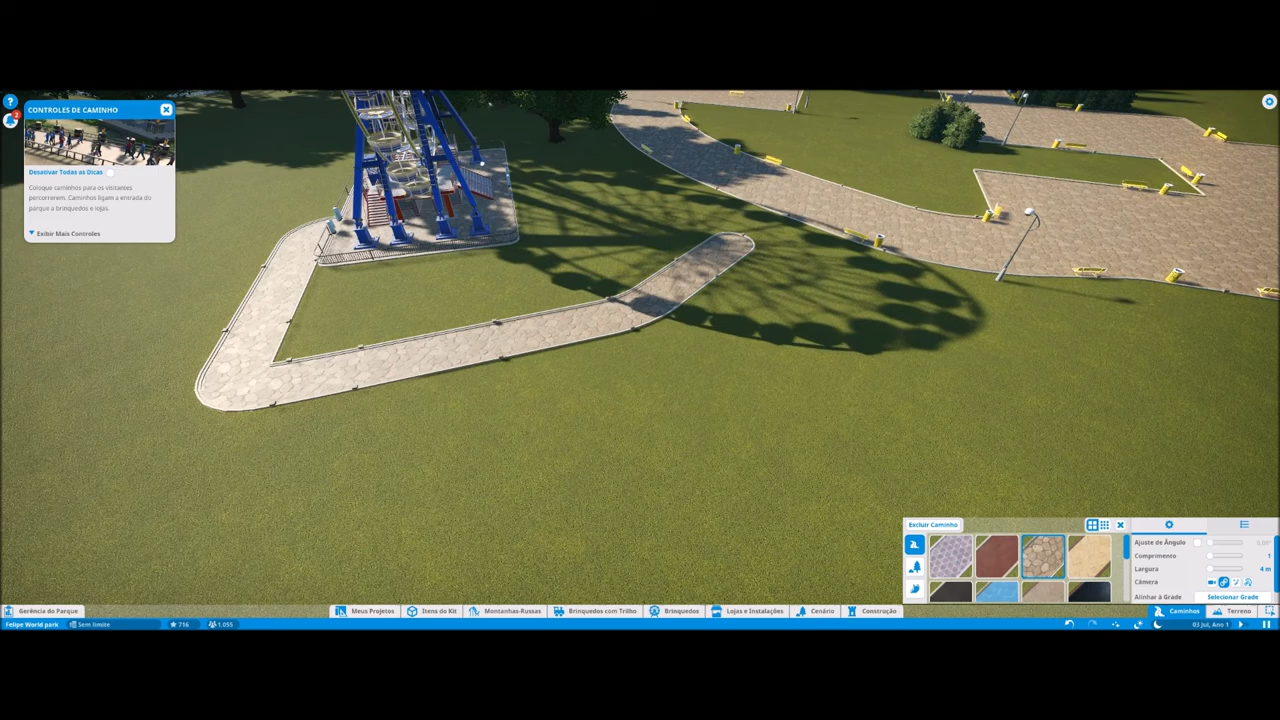 ?
2
CONTROLES DE CAMINHO
Desativar Todas as Dicas
Coloque caminhos para os visitantes
percorrerem. Caminhos ligam a entrada do
parque a brinquedos e lojas.
Exibir Mais Controles
Excluir Caminho
Ajuste de Ângulo
Comprimento 1
Largura 4 m
Câmera
Alinhar à Grade Selecionar Grade
Gerência do Parque Meus Projetos Itens do Kit Montanhas-Russas Brinquedos com Trilho Brinquedos Lojas e Instalações Cenário Construção Caminhos Terreno
Felipe World park Sem limite 716 1.055 03 Jul, Ano 1